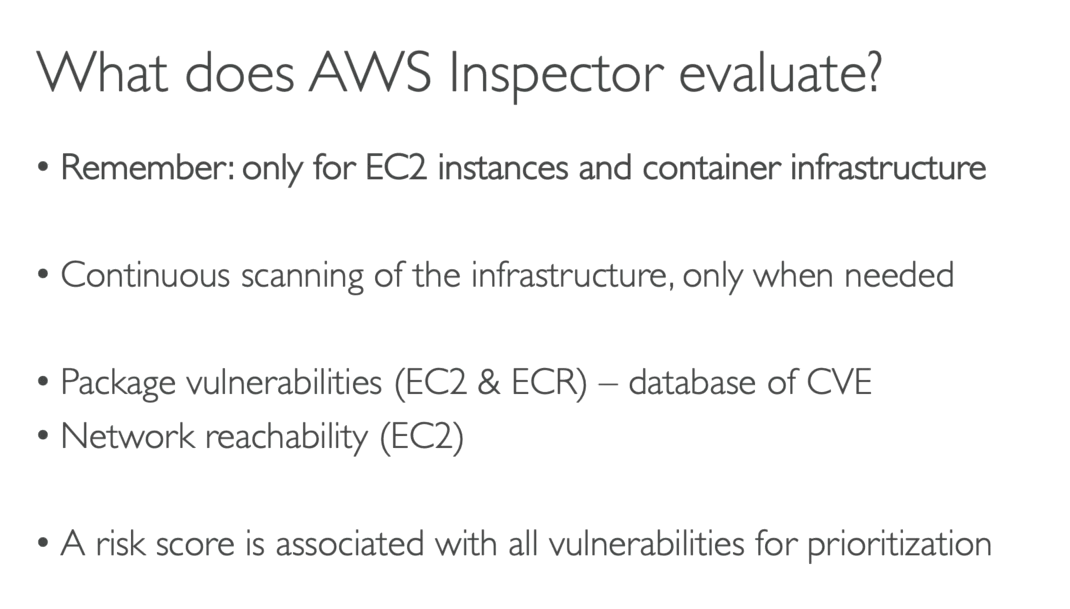 What does AWS Inspector evaluate?
• Remember: only for EC2 instances and container infrastructure
• Continuous scanning of the infrastructure, only when needed
• Package vulnerabilities (EC2 & ECR) – database of CVE
• Network reachability (EC2)
• A risk score is associated with all vulnerabilities for prioritization